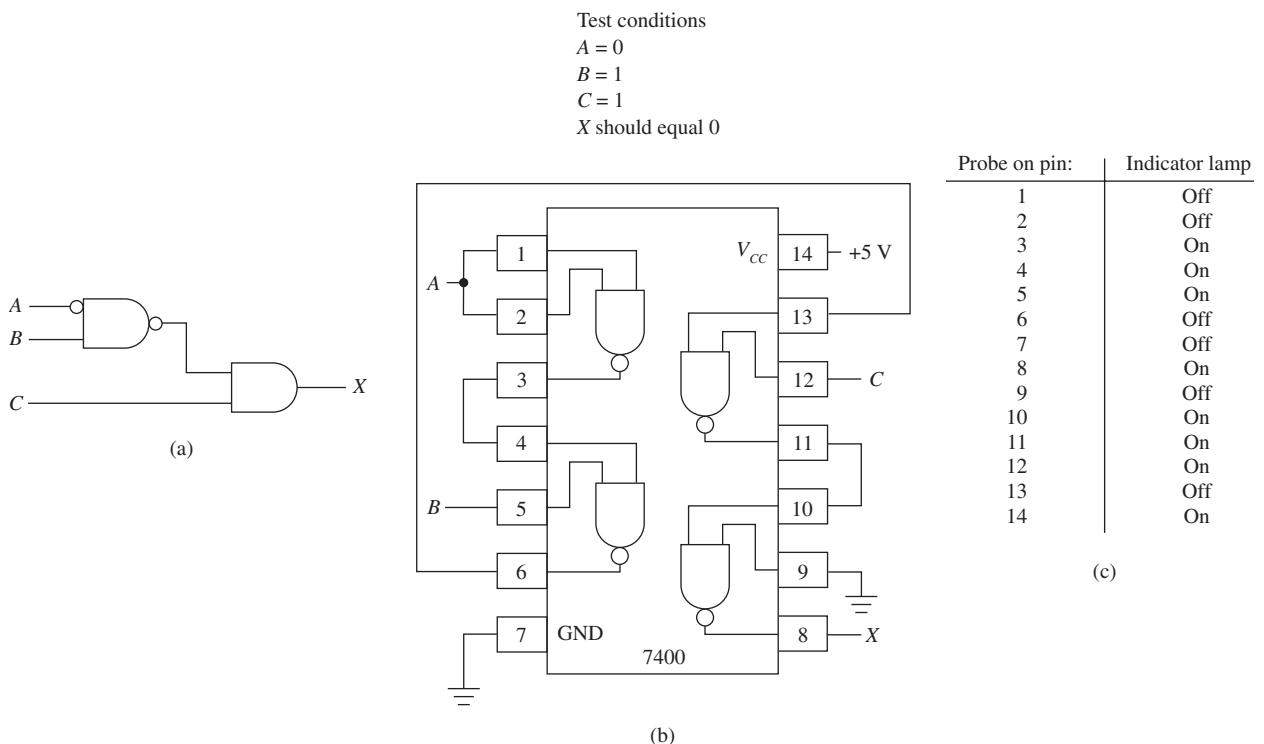 Test conditions
A = 0
B = 1
C = 1
X should equal 0
A
B
C
X
(a)
A
B
1
2
3
4
5
6
7
GND
7400
V_CC
14
+5 V
13
12
C
11
10
9
8
X
(b)
Probe on pin: Indicator lamp
1 Off
2 Off
3 On
4 On
5 On
6 Off
7 Off
8 On
9 Off
10 On
11 On
12 On
13 Off
14 On
(c)